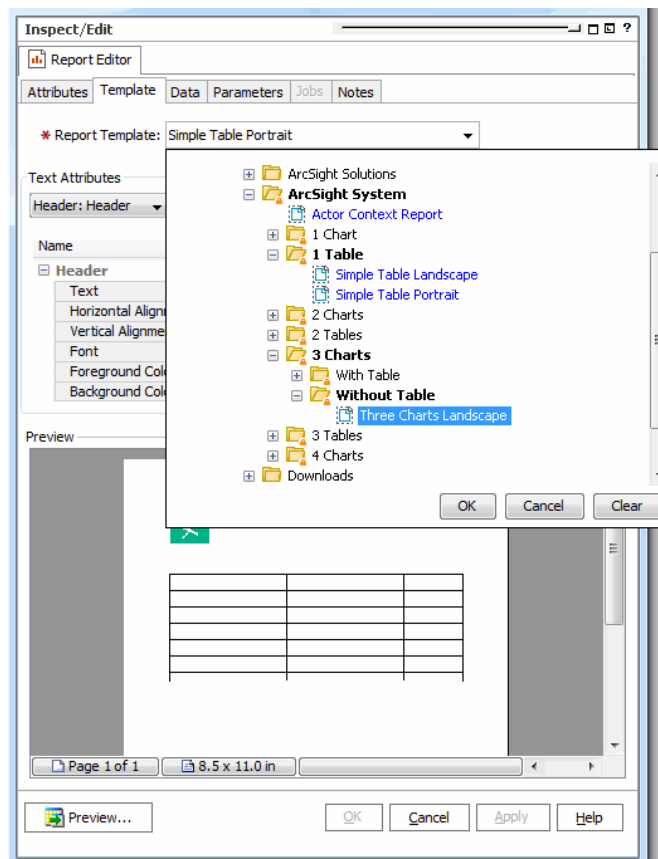 Inspect/Edit
?
Report Editor
Attributes Template Data Parameters Jobs Notes
* Report Template: Simple Table Portrait
Text Attributes
Header: Header
Name
Header
Text
Horizontal Alignm
Vertical Alignme
Font
Foreground Colo
Background Colo
ArcSight Solutions
ArcSight System
Actor Context Report
1 Chart
1 Table
Simple Table Landscape
Simple Table Portrait
2 Charts
2 Tables
3 Charts
With Table
Without Table
Three Charts Landscape
3 Tables
4 Charts
Downloads
OK Cancel Clear
Preview
Page 1 of 1 8.5 x 11.0 in
Preview... OK Cancel Apply Help